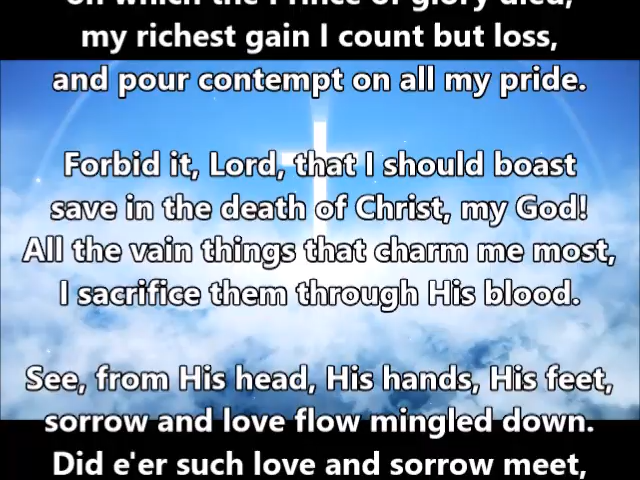 on which the Prince of glory died,
my richest gain I count but loss,
and pour contempt on all my pride.
Forbid it, Lord, that I should boast
save in the death of Christ, my God!
All the vain things that charm me most,
I sacrifice them through His blood.
See, from His head, His hands, His feet,
sorrow and love flow mingled down.
Did e'er such love and sorrow meet,